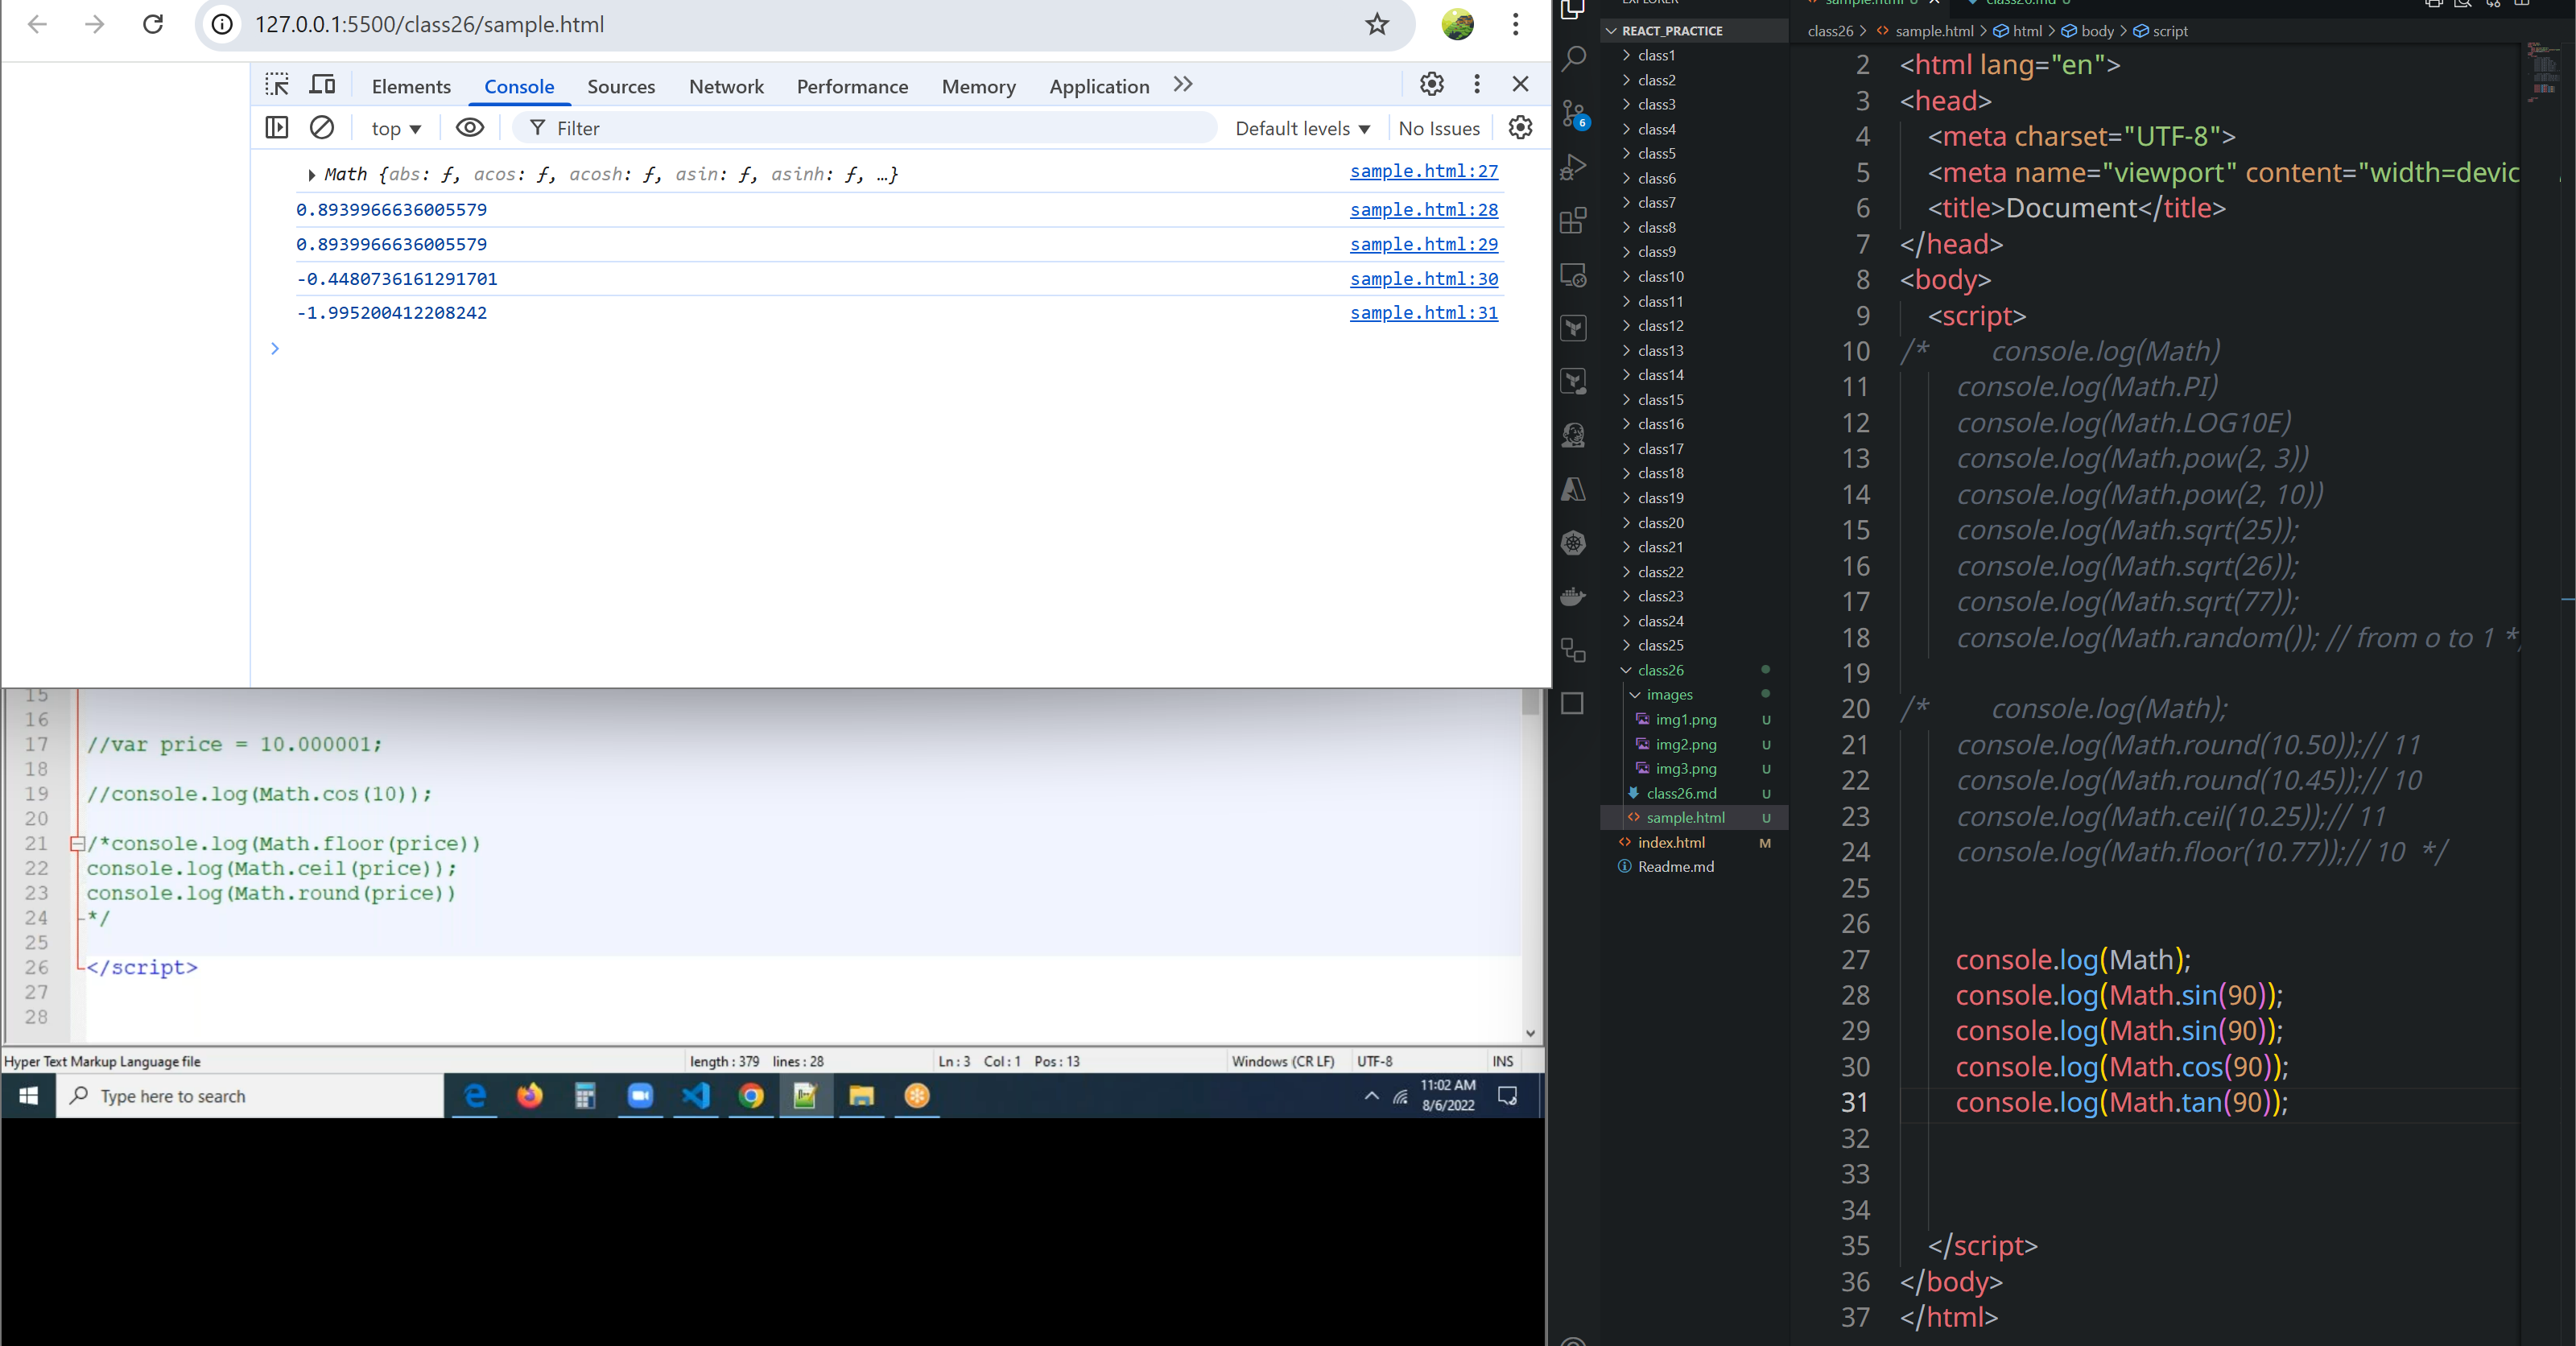 127.0.0.1:5500/class26/sample.html
Elements Console Sources Network Performance Memory Application
top Filter Default levels No Issues
Math {abs: ƒ, acos: ƒ, acosh: ƒ, asin: ƒ, asinh: ƒ, …} sample.html:27
0.8939966636005579 sample.html:28
0.8939966636005579 sample.html:29
-0.4480736161291701 sample.html:30
-1.995200412208242 sample.html:31
15
16
17 //var price = 10.000001;
18
19 //console.log(Math.cos(10));
20
21 /*console.log(Math.floor(price))
22 console.log(Math.ceil(price));
23 console.log(Math.round(price))
24 */
25
26 </script>
27
28
Hyper Text Markup Language file length : 379 lines : 28 Ln : 3 Col : 1 Pos : 13 Windows (CR LF) UTF-8 INS
Type here to search
11:02 AM
8/6/2022
6
REACT_PRACTICE
class1
class2
class3
class4
class5
class6
class7
class8
class9
class10
class11
class12
class13
class14
class15
class16
class17
class18
class19
class20
class21
class22
class23
class24
class25
class26
images
img1.png U
img2.png U
img3.png U
class26.md U
sample.html U
index.html M
Readme.md
class26 > sample.html > html > body > script
2 <html lang="en">
3 <head>
4 <meta charset="UTF-8">
5 <meta name="viewport" content="width=devic
6 <title>Document</title>
7 </head>
8 <body>
9 <script>
10 /* console.log(Math)
11 console.log(Math.PI)
12 console.log(Math.LOG10E)
13 console.log(Math.pow(2, 3))
14 console.log(Math.pow(2, 10))
15 console.log(Math.sqrt(25));
16 console.log(Math.sqrt(26));
17 console.log(Math.sqrt(77));
18 console.log(Math.random()); // from o to 1 */
19
20 /* console.log(Math);
21 console.log(Math.round(10.50));// 11
22 console.log(Math.round(10.45));// 10
23 console.log(Math.ceil(10.25));// 11
24 console.log(Math.floor(10.77));// 10 */
25
26
27 console.log(Math);
28 console.log(Math.sin(90));
29 console.log(Math.sin(90));
30 console.log(Math.cos(90));
31 console.log(Math.tan(90));
32
33
34
35 </script>
36 </body>
37 </html>